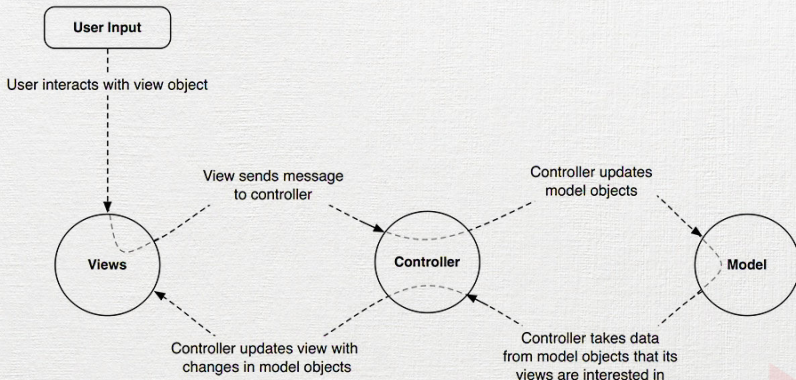 User Input
User interacts with view object
View sends message
to controller
Controller updates
model objects
Views
Controller
Model
Controller updates view with
changes in model objects
Controller takes data
from model objects that its
views are interested in